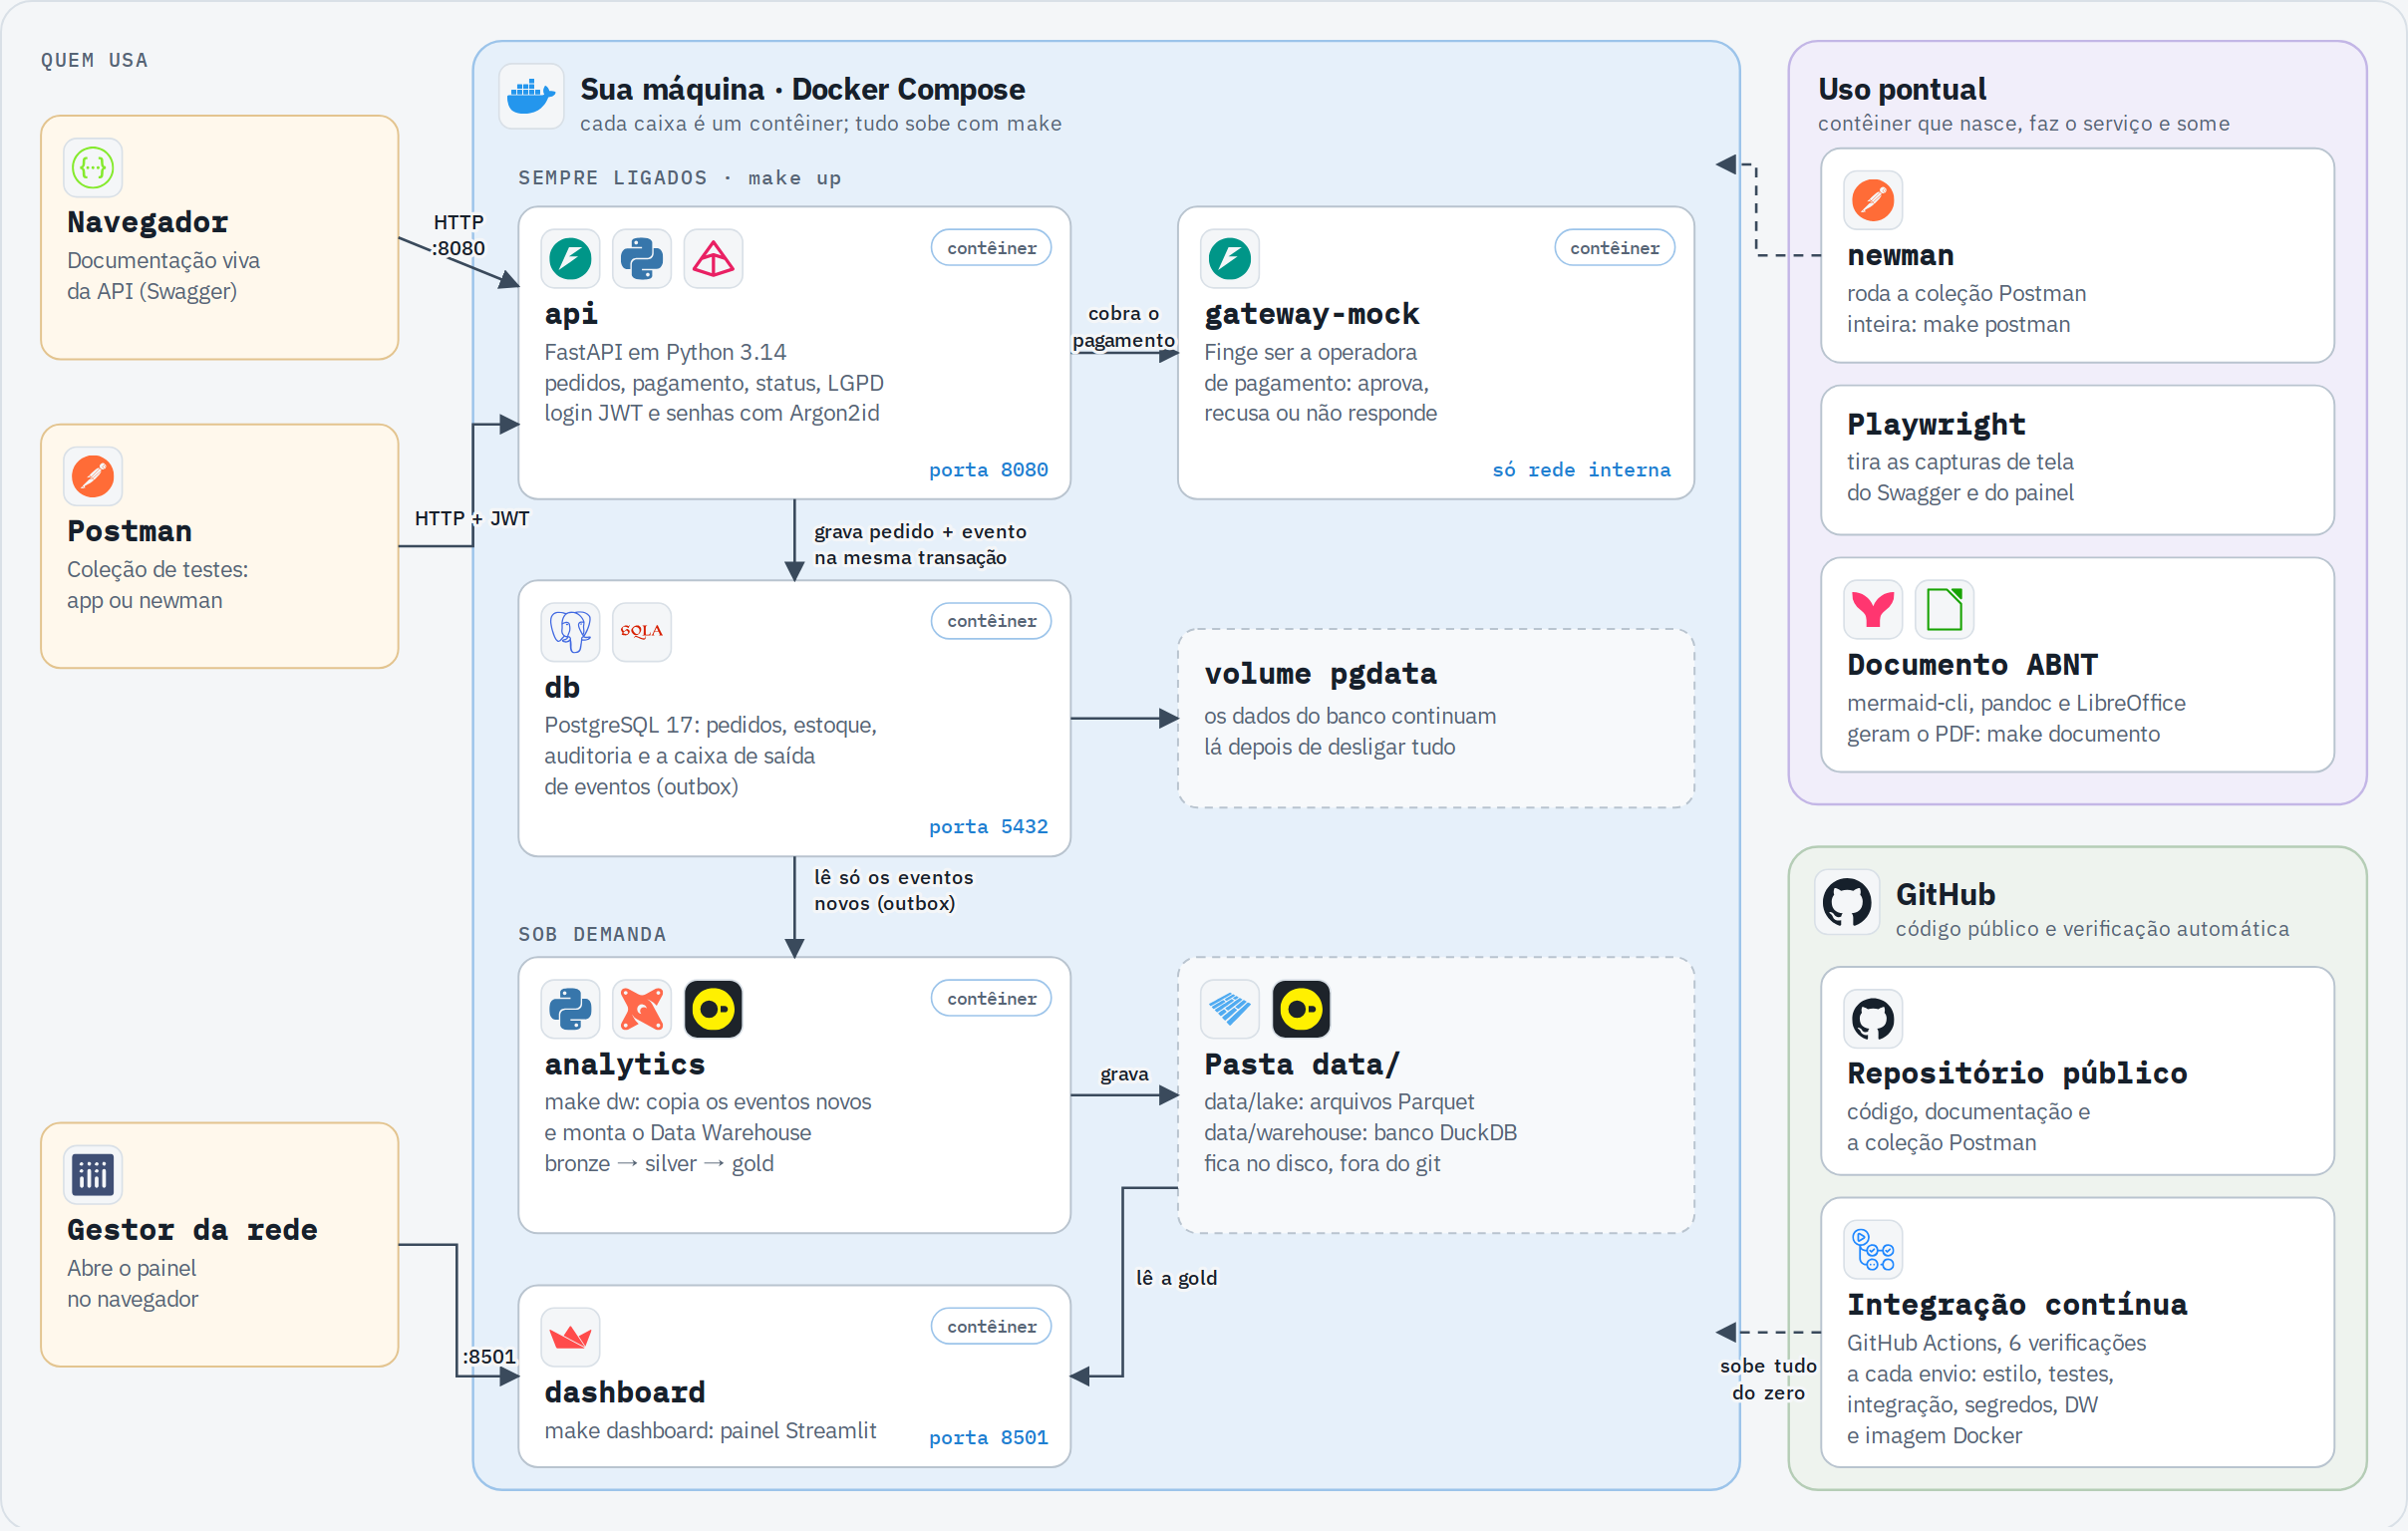 QUEM USA
Navegador
Documentação viva
da API (Swagger)
HTTP
:8080
Postman
Coleção de testes:
app ou newman
HTTP + JWT
Gestor da rede
Abre o painel
no navegador
:8501
Sua máquina · Docker Compose
cada caixa é um contêiner; tudo sobe com make
SEMPRE LIGADOS · make up
contêiner
api
FastAPI em Python 3.14
pedidos, pagamento, status, LGPD
login JWT e senhas com Argon2id
porta 8080
cobra o
pagamento
contêiner
gateway-mock
Finge ser a operadora
de pagamento: aprova,
recusa ou não responde
só rede interna
grava pedido + evento
na mesma transação
SQLA
contêiner
db
PostgreSQL 17: pedidos, estoque,
auditoria e a caixa de saída
de eventos (outbox)
porta 5432
volume pgdata
os dados do banco continuam
lá depois de desligar tudo
lê só os eventos
novos (outbox)
SOB DEMANDA
contêiner
analytics
make dw: copia os eventos novos
e monta o Data Warehouse
bronze → silver → gold
grava
Pasta data/
data/lake: arquivos Parquet
data/warehouse: banco DuckDB
fica no disco, fora do git
lê a gold
contêiner
dashboard
make dashboard: painel Streamlit
porta 8501
Uso pontual
contêiner que nasce, faz o serviço e some
newman
roda a coleção Postman
inteira: make postman
Playwright
tira as capturas de tela
do Swagger e do painel
Documento ABNT
mermaid-cli, pandoc e LibreOffice
geram o PDF: make documento
GitHub
código público e verificação automática
Repositório público
código, documentação e
a coleção Postman
Integração contínua
GitHub Actions, 6 verificações
a cada envio: estilo, testes,
integração, segredos, DW
e imagem Docker
sobe tudo
do zero